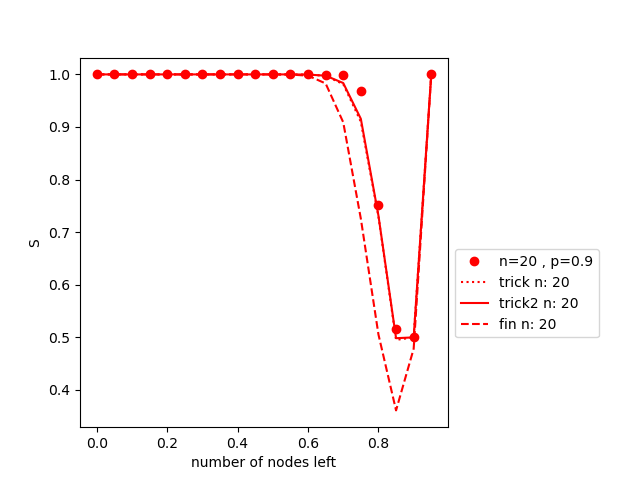 1.0
0.9
0.8
0.7
0.6
0.5
0.4
S
0.0 0.2 0.4 0.6 0.8
number of nodes left
n=20 , p=0.9
trick n: 20
trick2 n: 20
fin n: 20